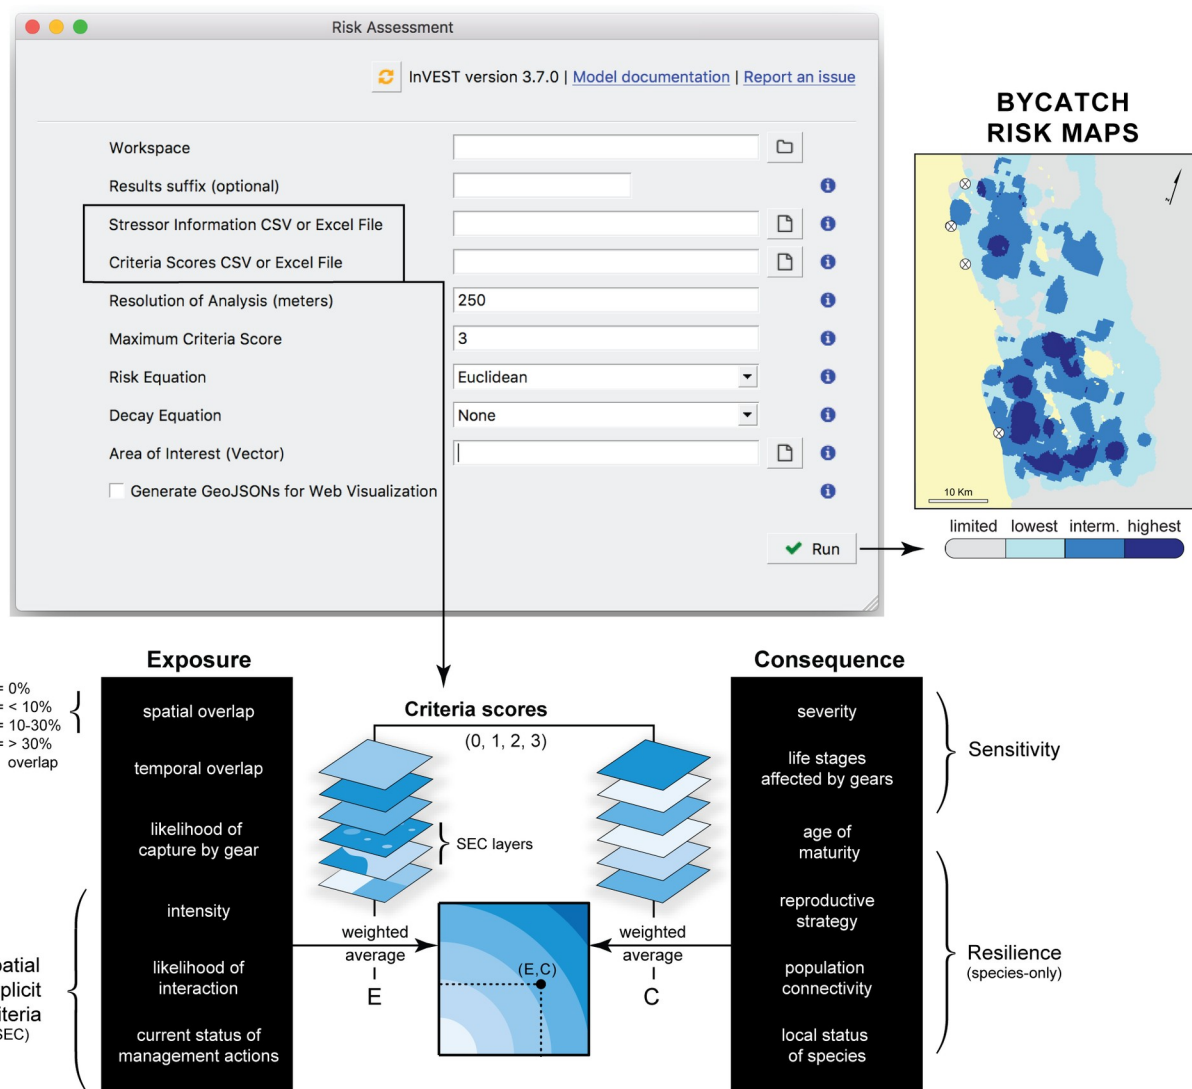 Risk Assessment
InVEST version 3.7.0 | Model documentation | Report an issue
Workspace
Results suffix (optional)
Stressor Information CSV or Excel File
Criteria Scores CSV or Excel File
Resolution of Analysis (meters)
250
Maximum Criteria Score
3
Risk Equation
Euclidean
Decay Equation
None
Area of Interest (Vector)
Generate GeoJSONs for Web Visualization
Run
BYCATCH
RISK MAPS
10 Km
limited lowest interm. highest
Exposure
= 0%
= < 10%
= 10-30%
= > 30%
overlap
spatial overlap
temporal overlap
likelihood of
capture by gear
intensity
likelihood of
interaction
current status of
management actions
Criteria scores
(0, 1, 2, 3)
SEC layers
weighted
average
E
(E,C)
weighted
average
C
Consequence
severity
life stages
affected by gears
age of
maturity
reproductive
strategy
population
connectivity
local status
of species
Sensitivity
Resilience
(species-only)